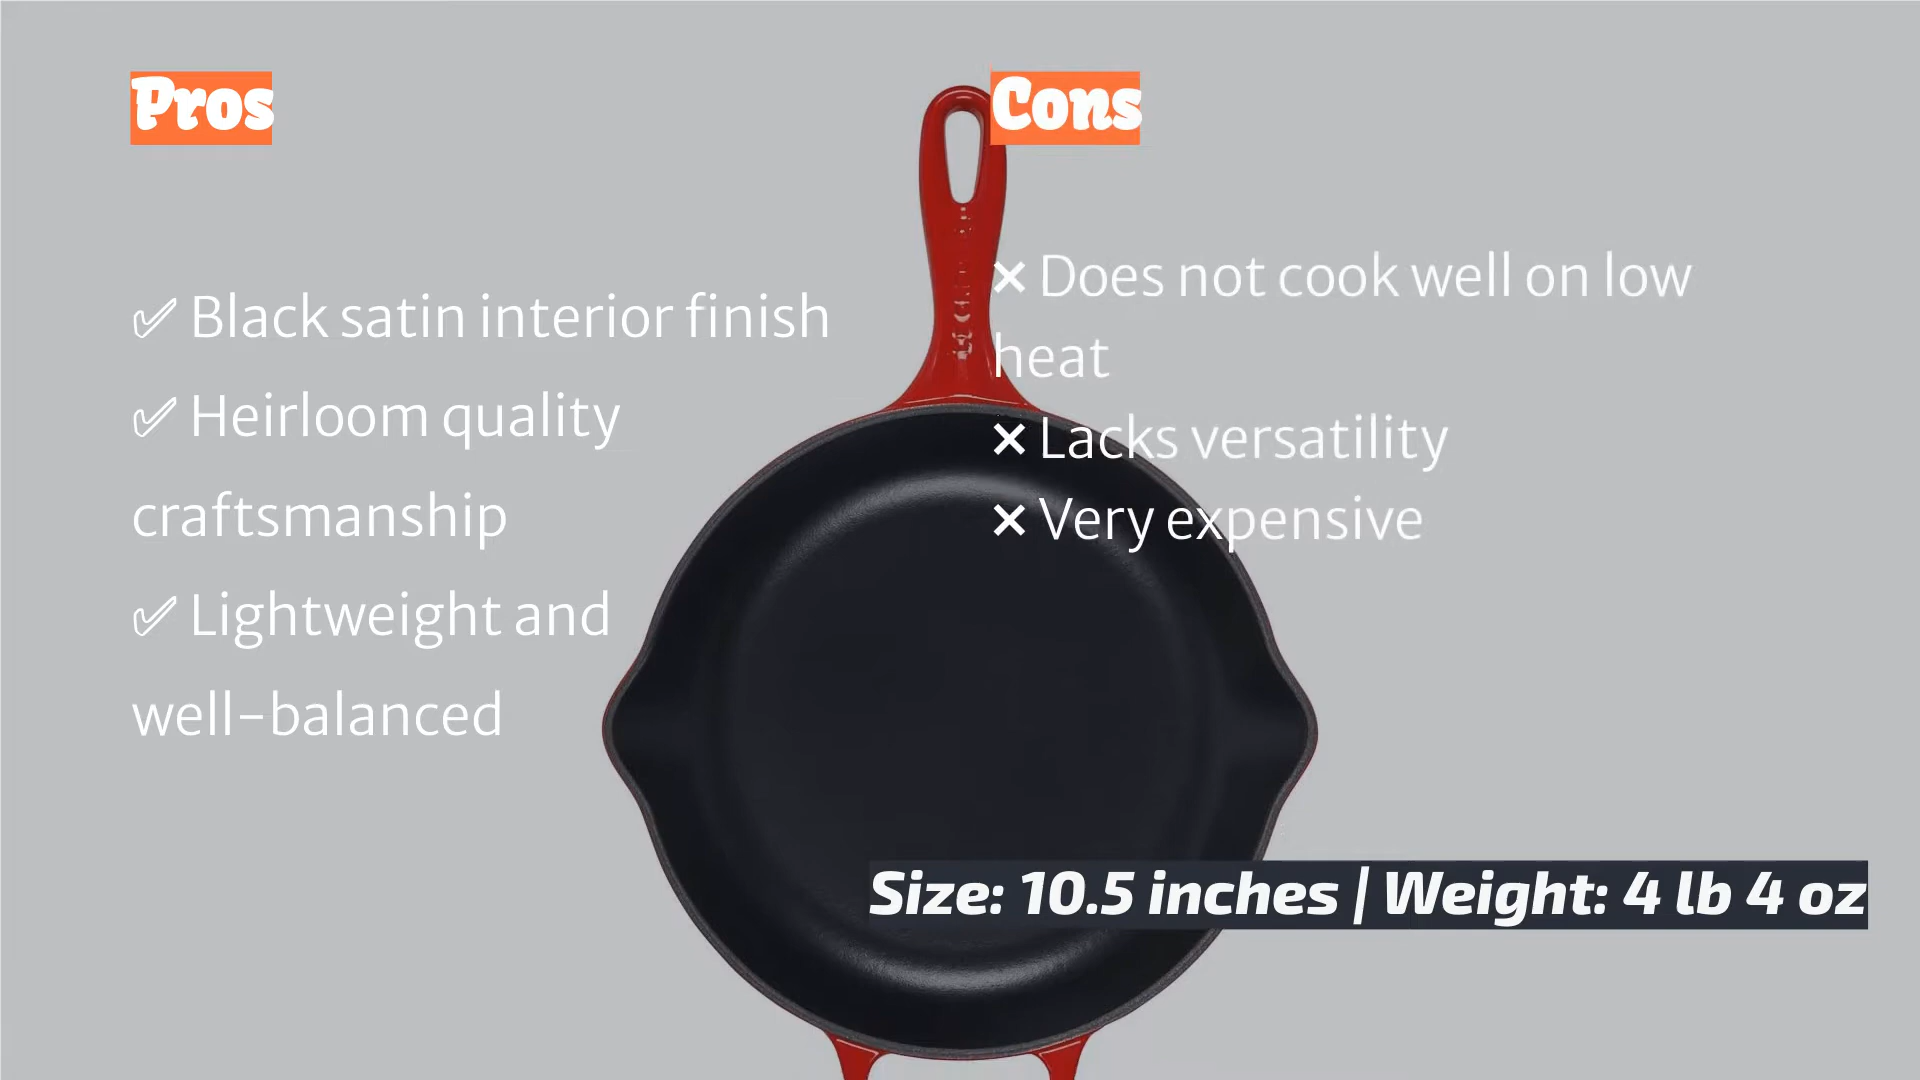 Pros
✅ Black satin interior finish
✅ Heirloom quality
craftsmanship
✅ Lightweight and
well-balanced
Cons
❌ Does not cook well on low
heat
❌ Lacks versatility
❌ Very expensive
Size: 10.5 inches | Weight: 4 lb 4 oz